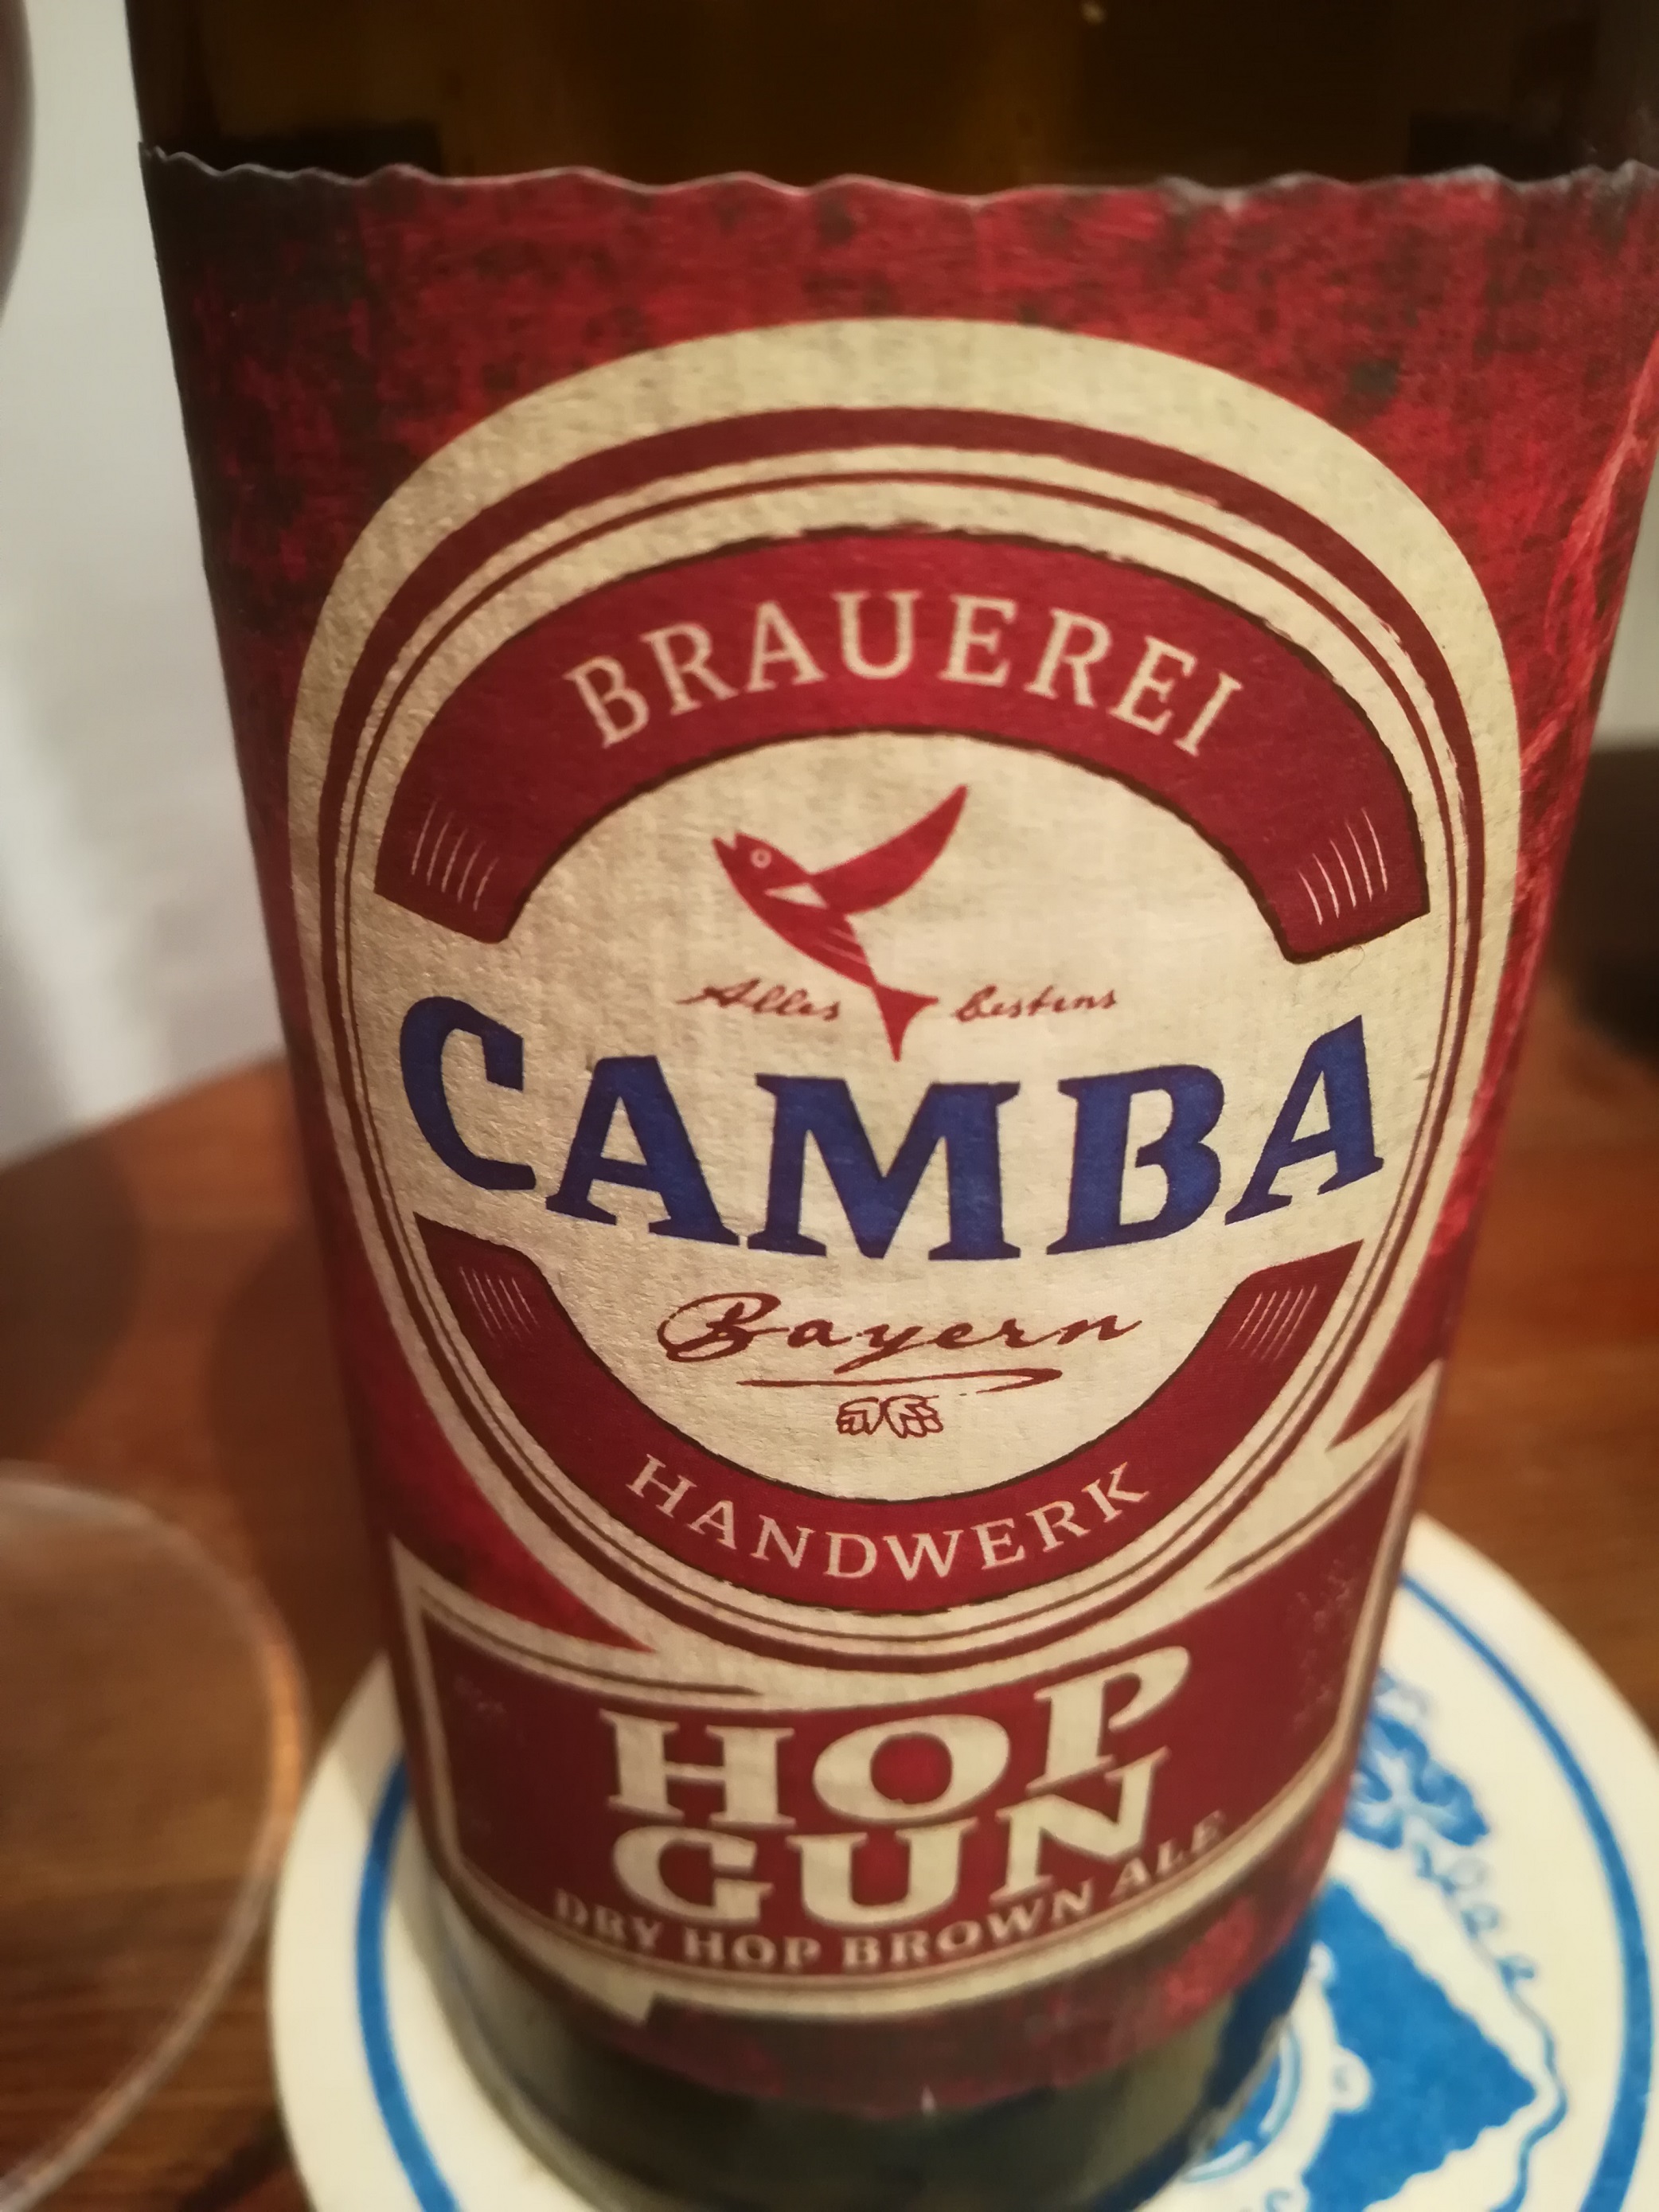 BRAUEREI
Alles bestens
CAMBA
Bayern
HANDWERK
HOP
GUN
DRY HOP BROWN ALE